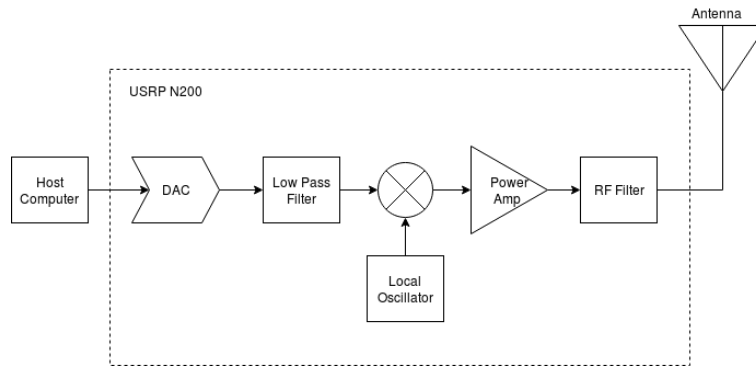 Antenna
USRP N200
Host
Computer
DAC
Low Pass
Filter
Power
Amp
RF Filter
Local
Oscillator